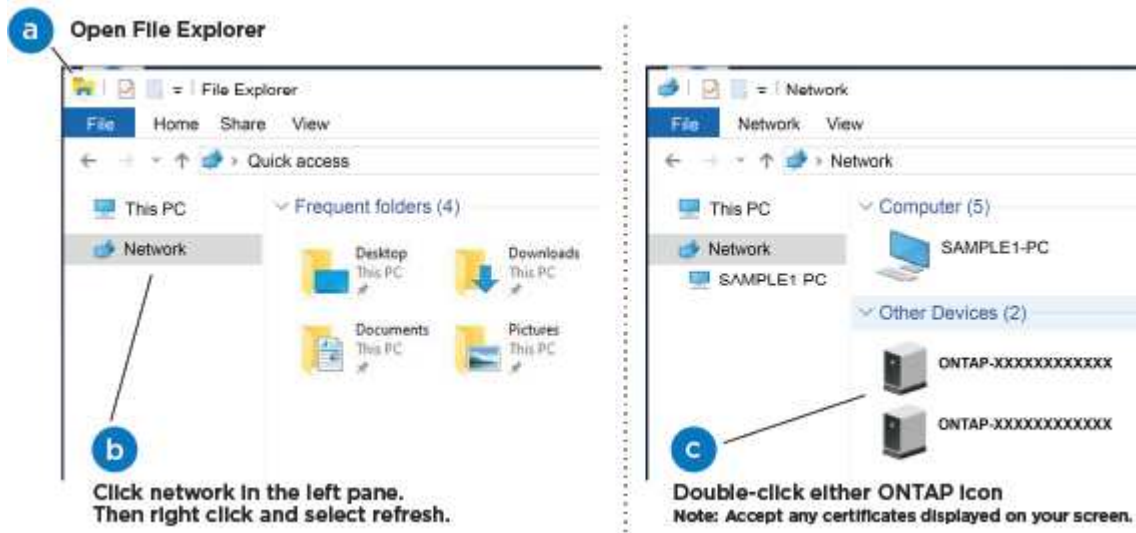 a Open File Explorer
File Explorer
File Home Share View
Quick access
This PC
Network
Frequent folders (4)
Desktop
This PC
Downloads
This PC
Documents
This PC
Pictures
This PC
b
Click network in the left pane.
Then right click and select refresh.
Network
File Network View
Network
This PC
Network
SAMPLE1 PC
Computer (5)
SAMPLE1-PC
Other Devices (2)
ONTAP-XXXXXXXXXXXX
ONTAP-XXXXXXXXXXXX
c
Double-click either ONTAP icon
Note: Accept any certificates displayed on your screen.